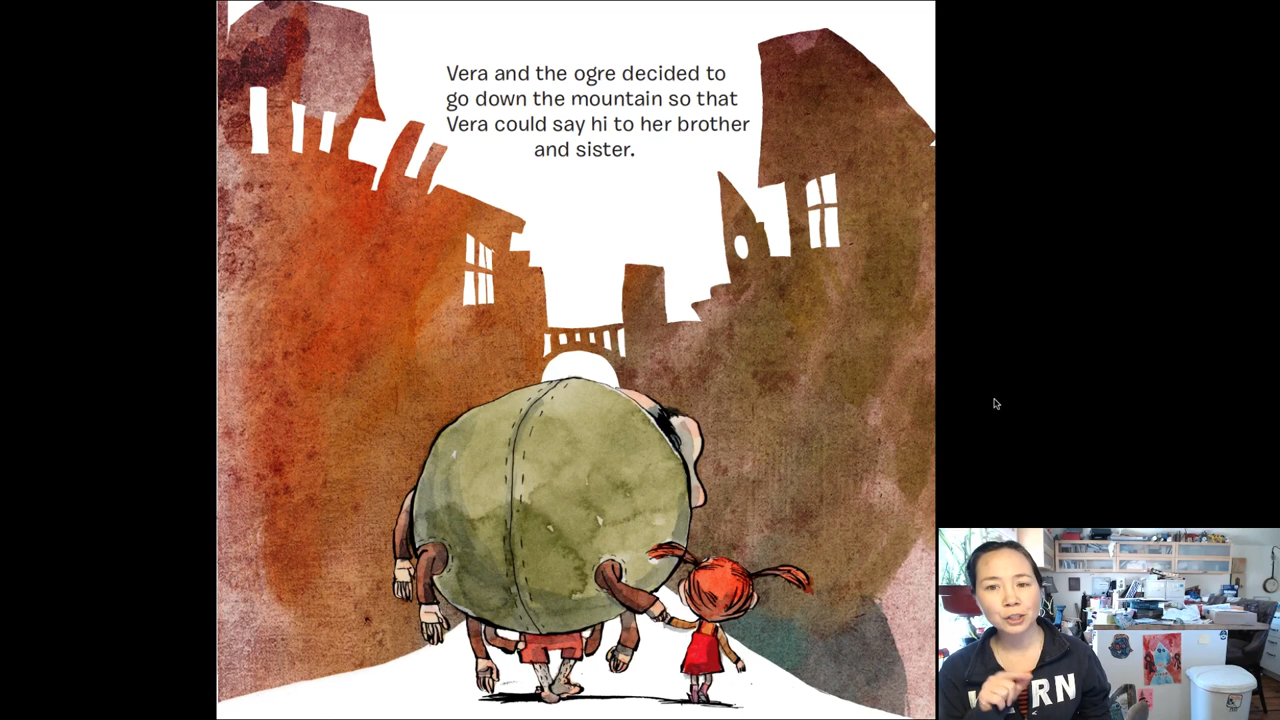 Vera and the ogre decided to
go down the mountain so that
Vera could say hi to her brother
and sister.